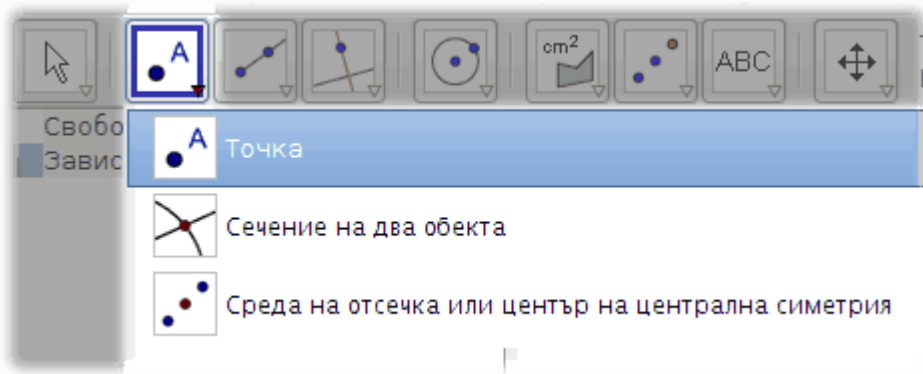 A
cm²
ABC
Свобо
Завис
A
Точка
Сечение на два обекта
Среда на отсечка или център на централна симетрия